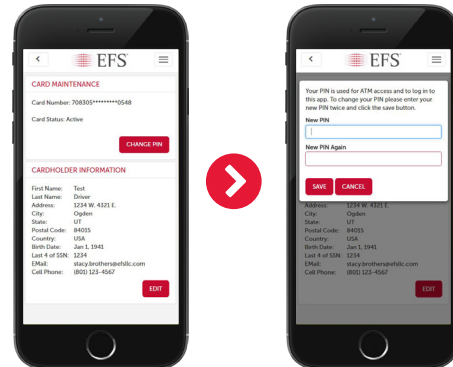 EFS
CARD MAINTENANCE
Card Number: 708305*********0548
Card Status: Active
CHANGE PIN
CARDHOLDER INFORMATION
First Name: Test
Last Name: Driver
Address: 1234 W. 4321 E.
City: Ogden
State: UT
Postal Code: 84015
Country: USA
Birth Date: Jan 1, 1941
Last 4 of SSN: 1234
EMail: stacy.brothers@efsllc.com
Cell Phone: (801) 123-4567
EDIT
EFS
Your PIN is used for ATM access and to log in to
this app. To change your PIN please enter your
new PIN twice and click the save button.
New PIN
New PIN Again
SAVE CANCEL
Address: 1234 W. 4321 E.
City: Ogden
State: UT
Postal Code: 84015
Country: USA
Birth Date: Jan 1, 1941
Last 4 of SSN: 1234
EMail: stacy.brothers@efsllc.com
Cell Phone: (801) 123-4567
EDIT